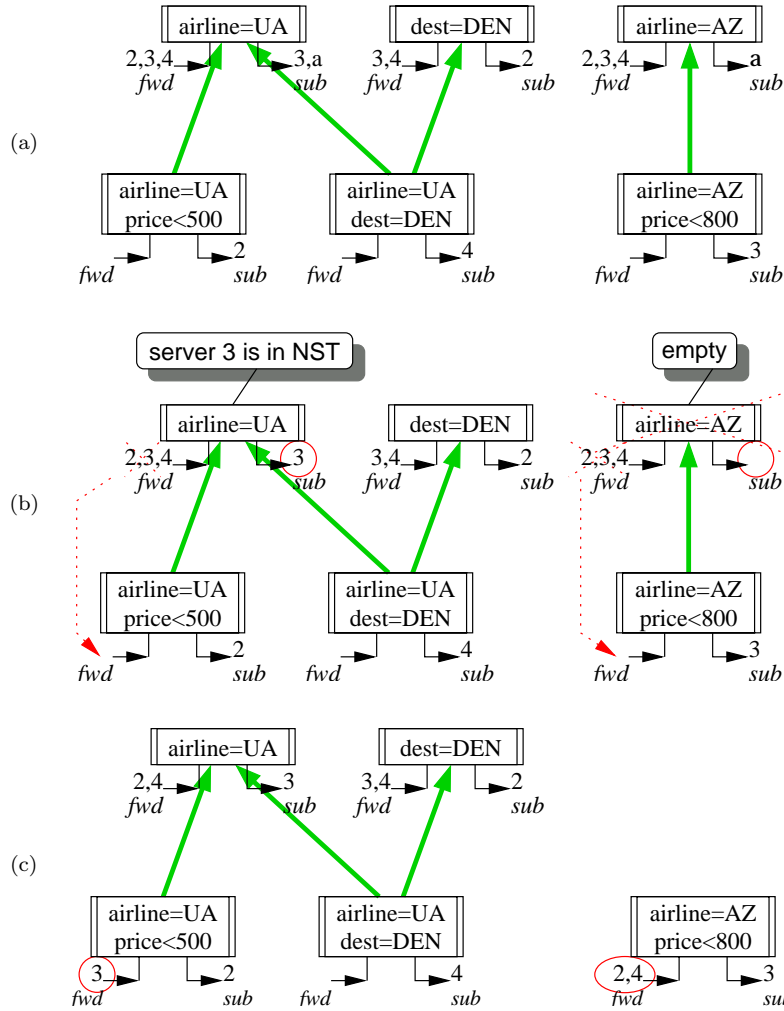 airline=UA
dest=DEN
airline=AZ
2,3,4
3,a
3,4
2
2,3,4
a
fwd
sub
fwd
sub
fwd
sub
(a)
airline=UA
price<500
airline=UA
dest=DEN
airline=AZ
price<800
2
4
3
fwd
sub
fwd
sub
fwd
sub
server 3 is in NST
empty
airline=UA
dest=DEN
airline=AZ
2,3,4
3
3,4
2
2,3,4
fwd
sub
fwd
sub
fwd
sub
(b)
airline=UA
price<500
airline=UA
dest=DEN
airline=AZ
price<800
2
4
3
fwd
sub
fwd
sub
fwd
sub
airline=UA
dest=DEN
2,4
3
3,4
2
fwd
sub
fwd
sub
(c)
airline=UA
price<500
airline=UA
dest=DEN
airline=AZ
price<800
3
2
4
2,4
3
fwd
sub
fwd
sub
fwd
sub